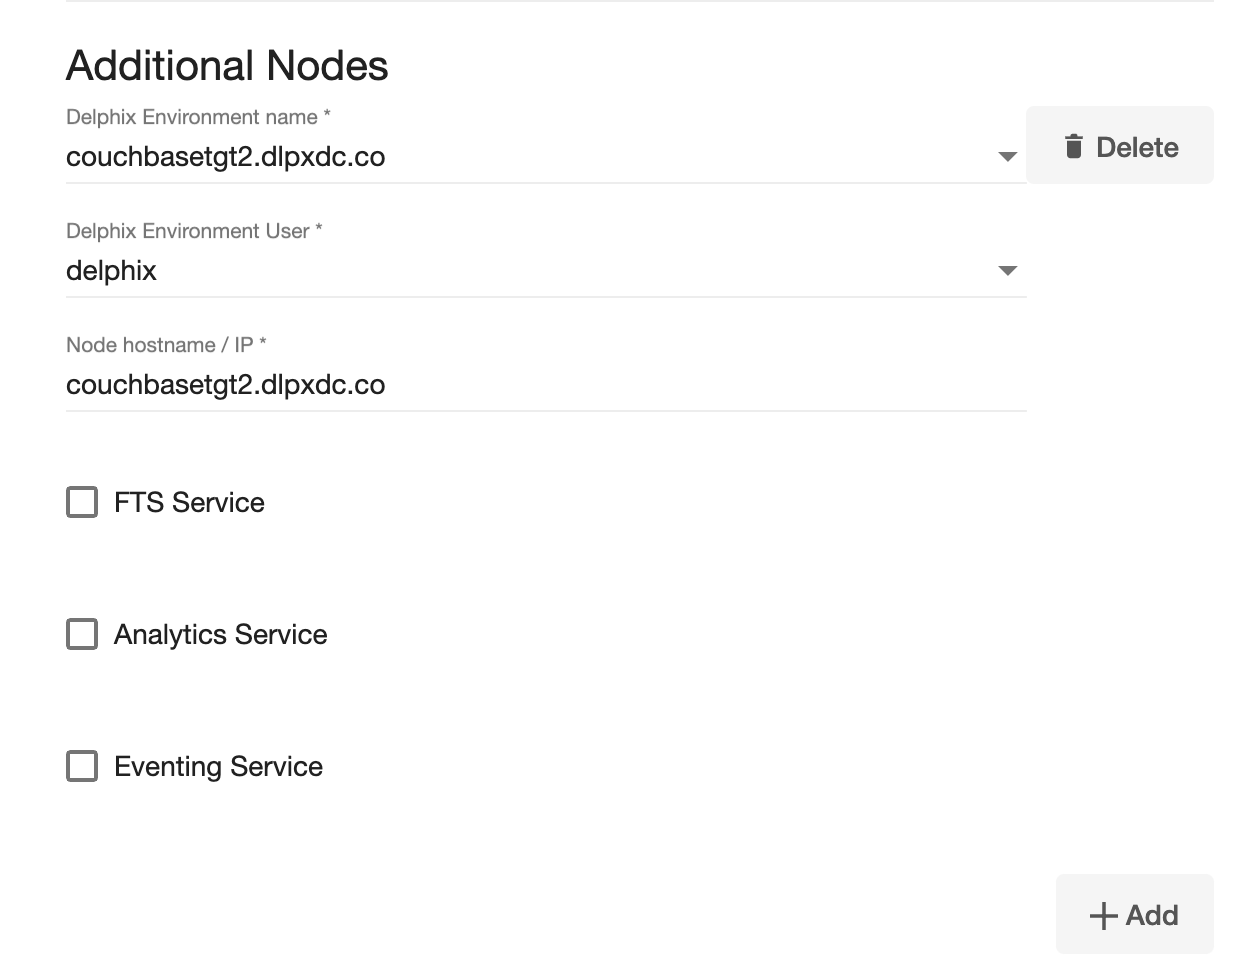 Additional Nodes
Delphix Environment name *
couchbasetgt2.dlpxdc.co
Delete
Delphix Environment User *
delphix
Node hostname / IP *
couchbasetgt2.dlpxdc.co
FTS Service
Analytics Service
Eventing Service
Add